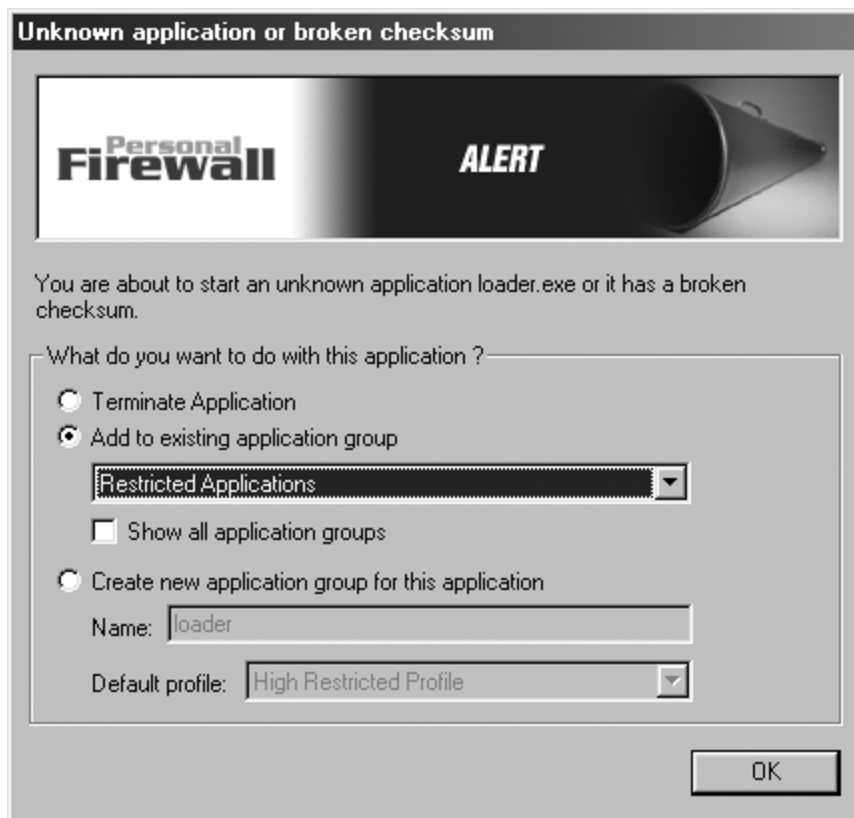 Unknown application or broken checksum
Personal
Firewall
ALERT
You are about to start an unknown application loader.exe or it has a broken
checksum.
What do you want to do with this application ?
Terminate Application
Add to existing application group
Restricted Applications
Show all application groups
Create new application group for this application
Name: loader
Default profile: High Restricted Profile
OK